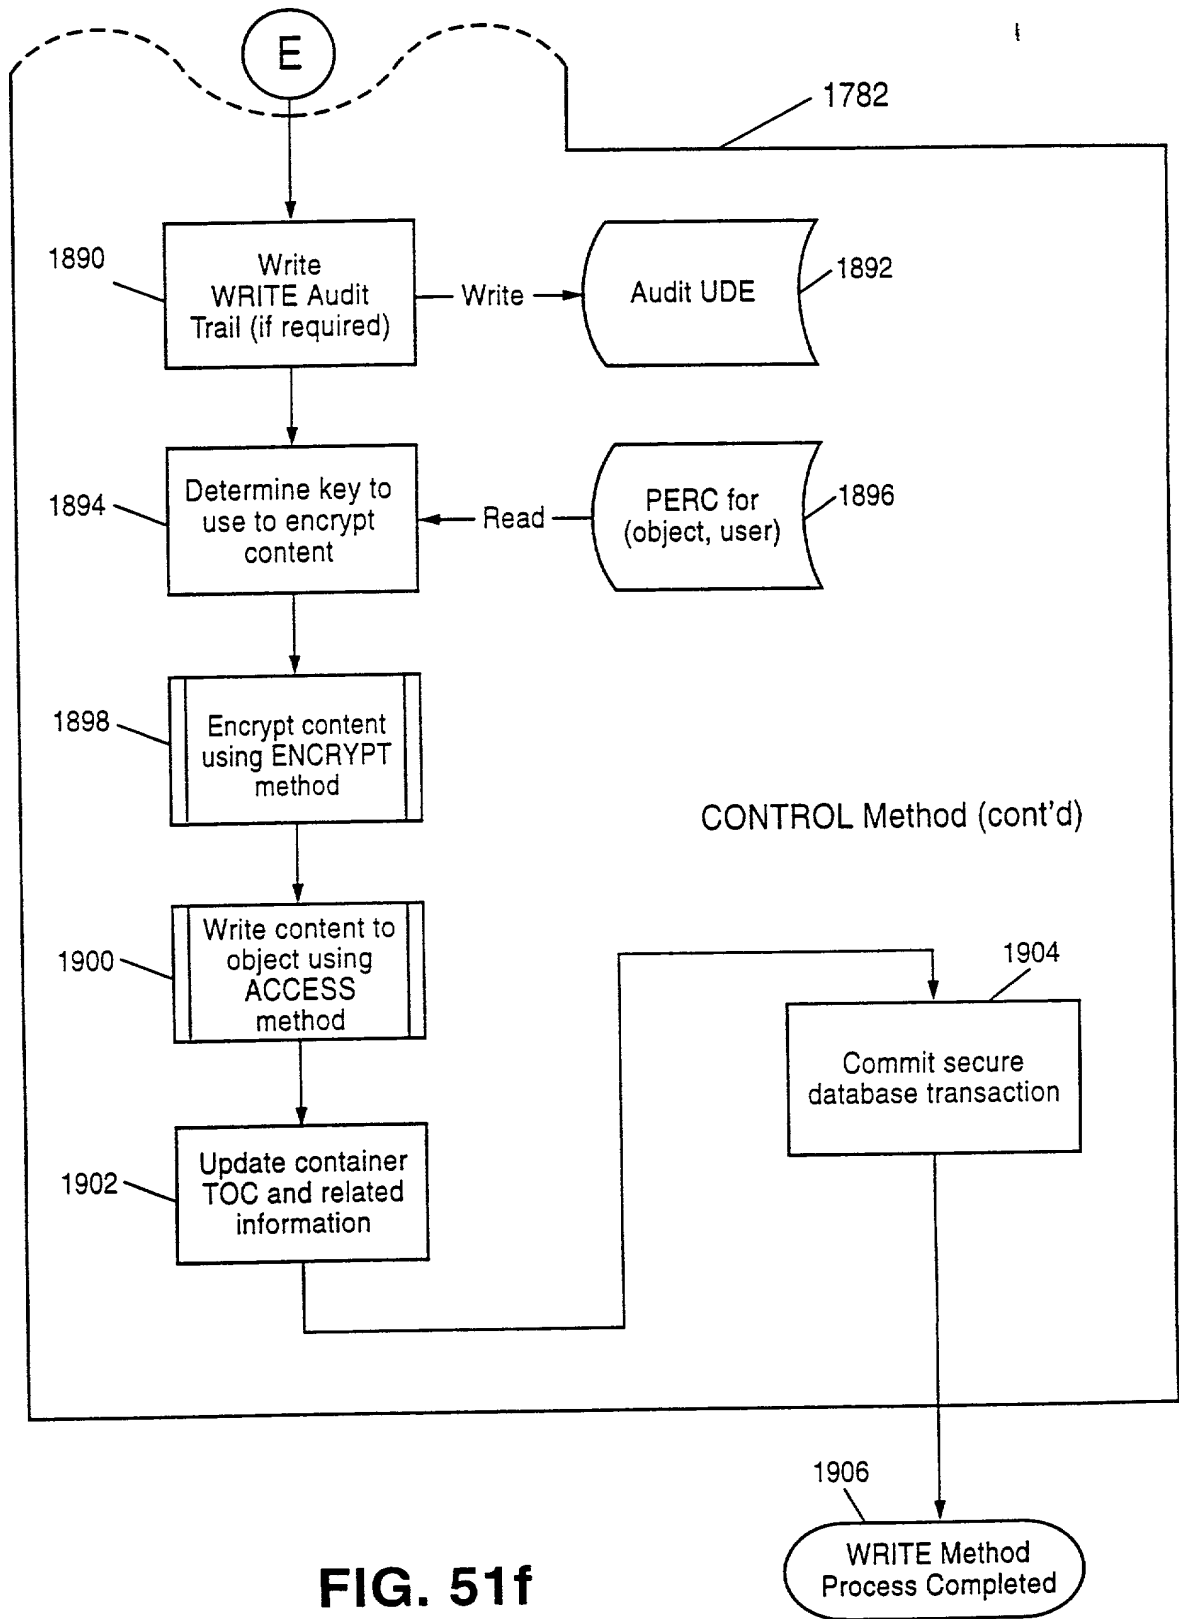 E
1782
1890
Write
WRITE Audit
Trail (if required)
Write
Audit UDE
1892
1894
Determine key to
use to encrypt
content
Read
PERC for
(object, user)
1896
1898
Encrypt content
using ENCRYPT
method
CONTROL Method (cont'd)
1900
Write content to
object using
ACCESS
method
1904
Commit secure
database transaction
1902
Update container
TOC and related
information
1906
WRITE Method
Process Completed
FIG. 51f